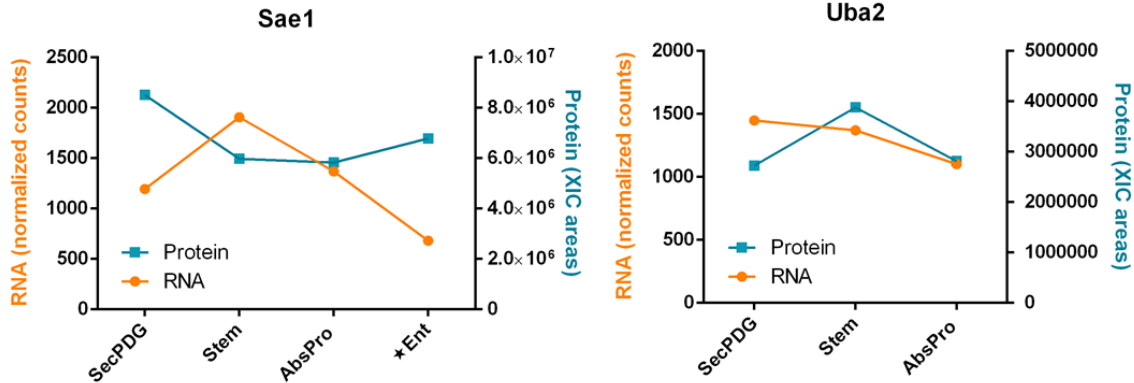 Sae1
RNA (normalized counts)
2500
2000
1500
1000
500
0
Protein (XIC areas)
1.0×10⁷
8.0×10⁶
6.0×10⁶
4.0×10⁶
2.0×10⁶
0
Protein
RNA
SecPDG
Stem
AbsPro
★Ent
Uba2
RNA (normalized counts)
2000
1500
1000
500
0
Protein (XIC areas)
5000000
4000000
3000000
2000000
1000000
0
Protein
RNA
SecPDG
Stem
AbsPro